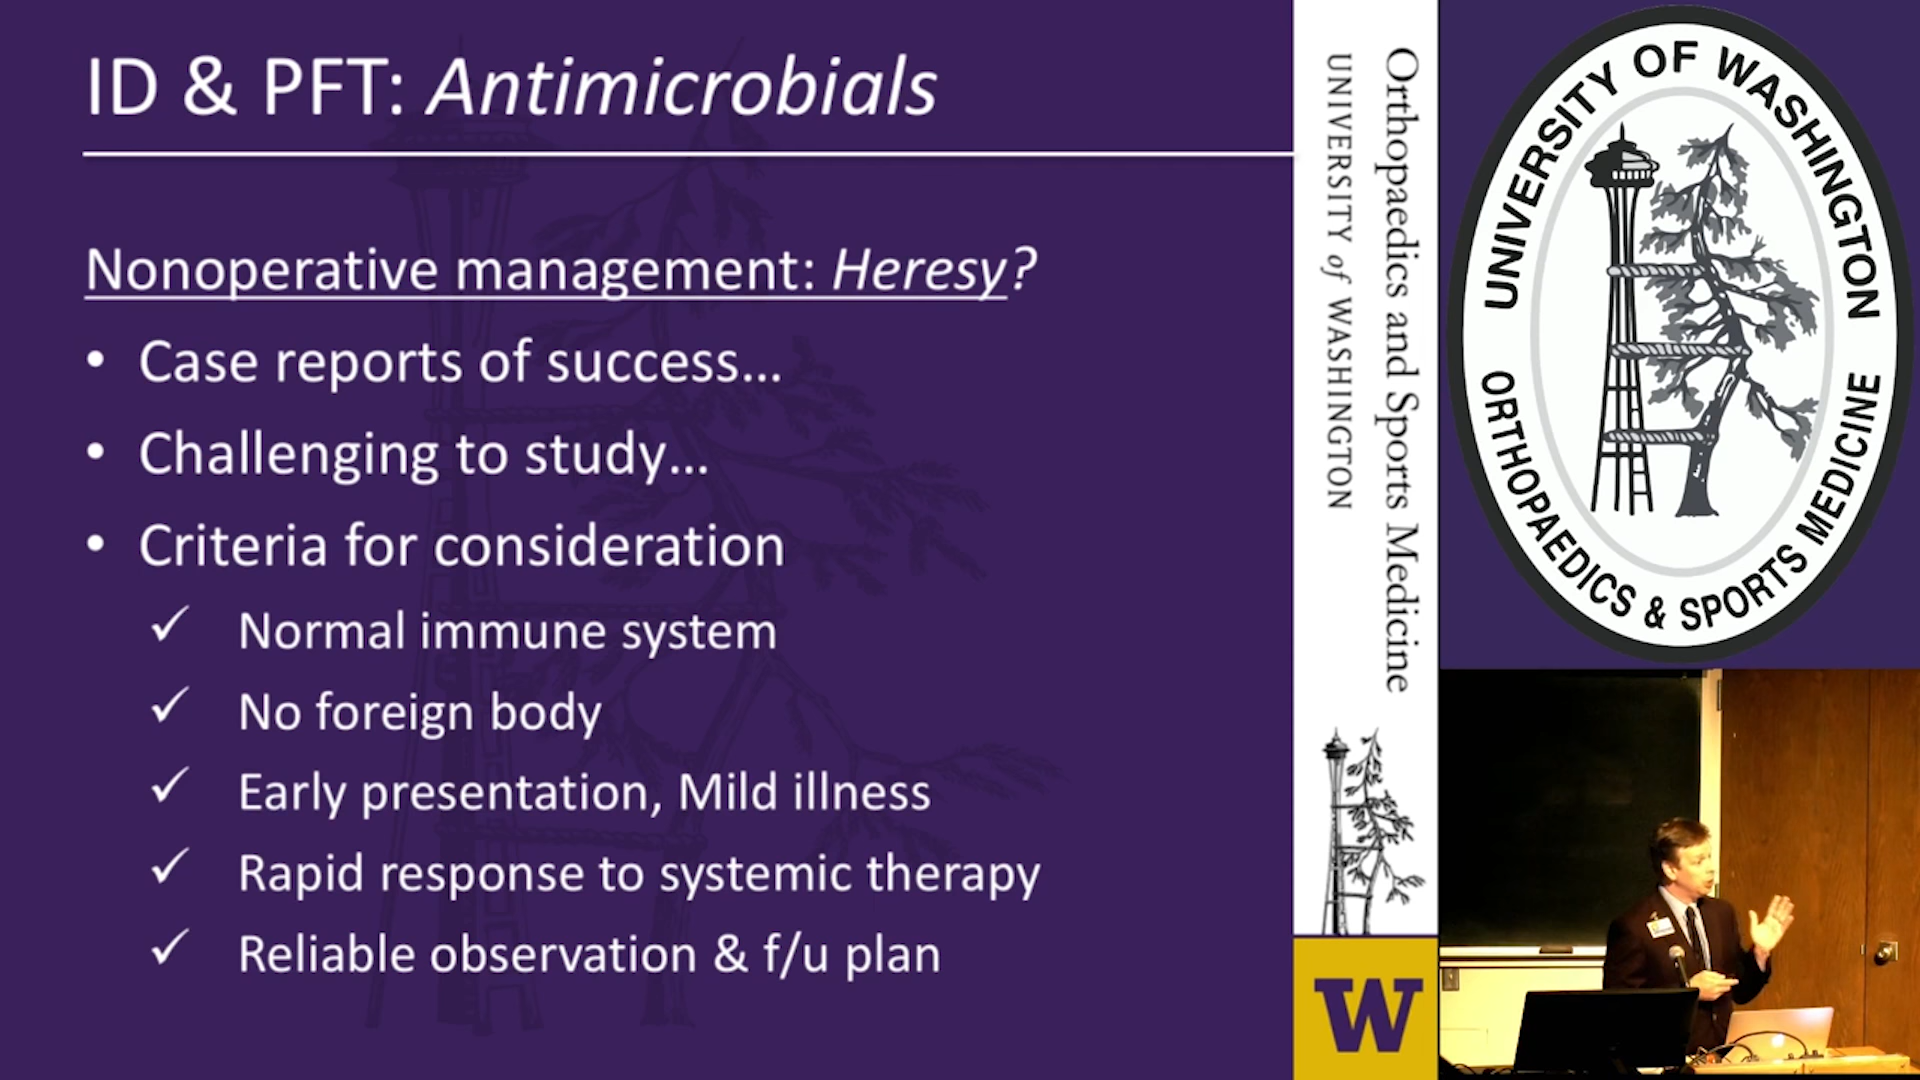 ID & PFT: Antimicrobials
Nonoperative management: Heresy?
• Case reports of success...
• Challenging to study...
• Criteria for consideration
✓ Normal immune system
✓ No foreign body
✓ Early presentation, Mild illness
✓ Rapid response to systemic therapy
✓ Reliable observation & f/u plan
Orthopaedics and Sports Medicine
UNIVERSITY of WASHINGTON
W
UNIVERSITY OF WASHINGTON
ORTHOPAEDICS & SPORTS MEDICINE